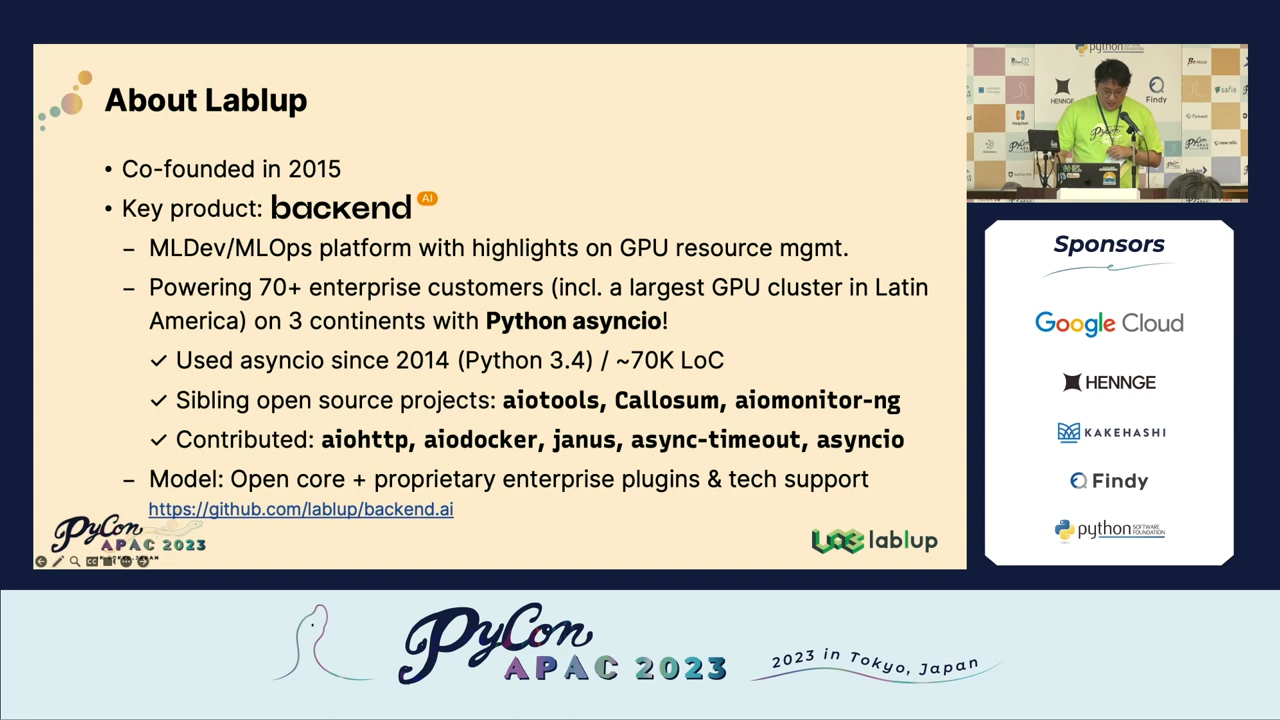 About Lablup
• Co-founded in 2015
• Key product: backend AI
– MLDev/MLOps platform with highlights on GPU resource mgmt.
– Powering 70+ enterprise customers (incl. a largest GPU cluster in Latin
America) on 3 continents with Python asyncio!
✓ Used asyncio since 2014 (Python 3.4) / ~70K LoC
✓ Sibling open source projects: aiotools, Callosum, aiomonitor-ng
✓ Contributed: aiohttp, aiodocker, janus, async-timeout, asyncio
– Model: Open core + proprietary enterprise plugins & tech support
https://github.com/lablup/backend.ai
PyCon
APAC 2023
lablup
python
HENNGE
Findy
Sponsors
Google Cloud
HENNGE
KAKEHASHI
Findy
python SOFTWARE FOUNDATION
PyCon
APAC 2023
2023 in Tokyo, Japan